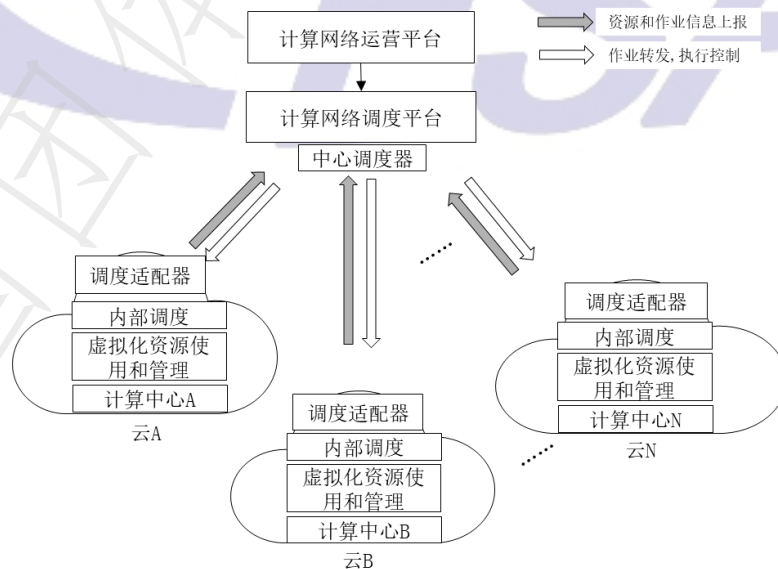 计算网络运营平台
资源和作业信息上报
作业转发,执行控制
计算网络调度平台
中心调度器
调度适配器
内部调度
虚拟化资源使
用和管理
计算中心A
云A
调度适配器
内部调度
虚拟化资源使
用和管理
计算中心B
云B
调度适配器
内部调度
虚拟化资源使
用和管理
计算中心N
云N